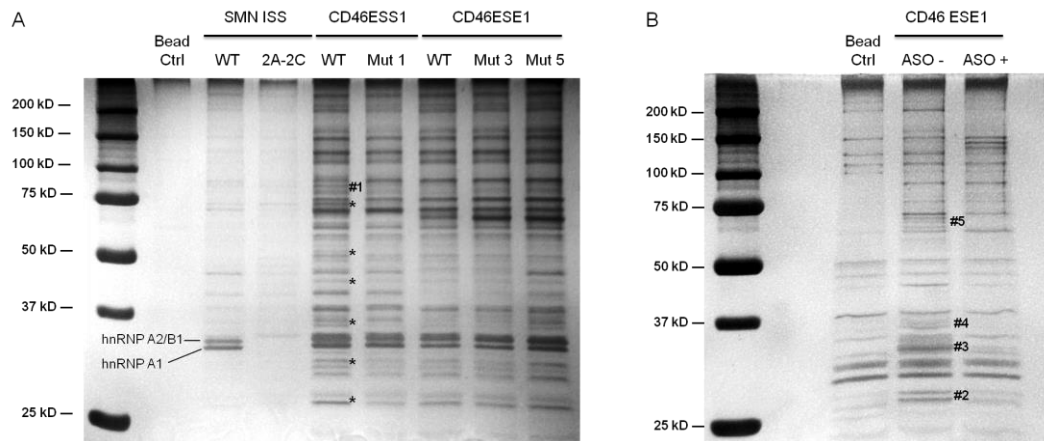 A
SMN ISS
CD46ESS1
CD46ESE1
Bead Ctrl
WT
2A-2C
WT
Mut 1
WT
Mut 3
Mut 5
200 kD
150 kD
100 kD
75 kD
50 kD
37 kD
25 kD
hnRNP A2/B1
hnRNP A1
#1
*
*
*
*
*
*
B
CD46 ESE1
Bead Ctrl
ASO -
ASO +
200 kD
150 kD
100 kD
75 kD
50 kD
37 kD
25 kD
#5
#4
#3
#2